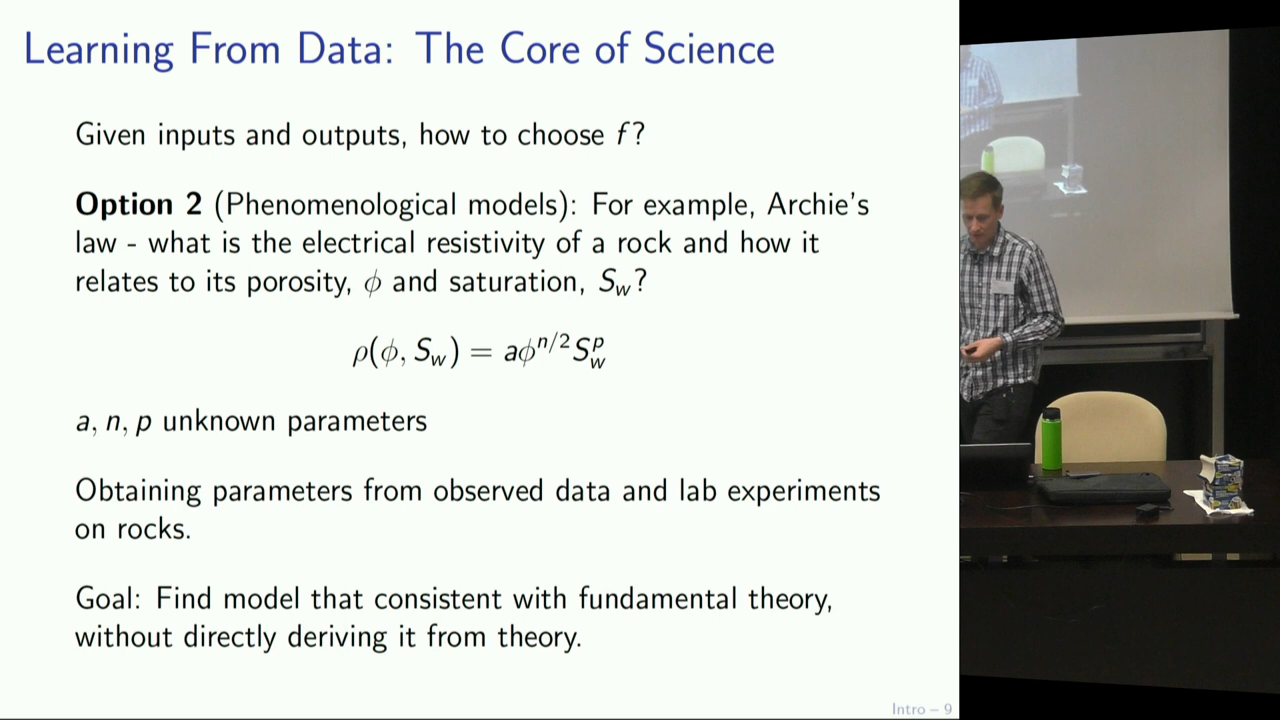 Learning From Data: The Core of Science
Given inputs and outputs, how to choose f?
Option 2 (Phenomenological models): For example, Archie's
law - what is the electrical resistivity of a rock and how it
relates to its porosity, ϕ and saturation, S_w?
ρ(ϕ, S_w) = aϕ^{n/2}S_w^p
a, n, p unknown parameters
Obtaining parameters from observed data and lab experiments
on rocks.
Goal: Find model that consistent with fundamental theory,
without directly deriving it from theory.
Intro – 9